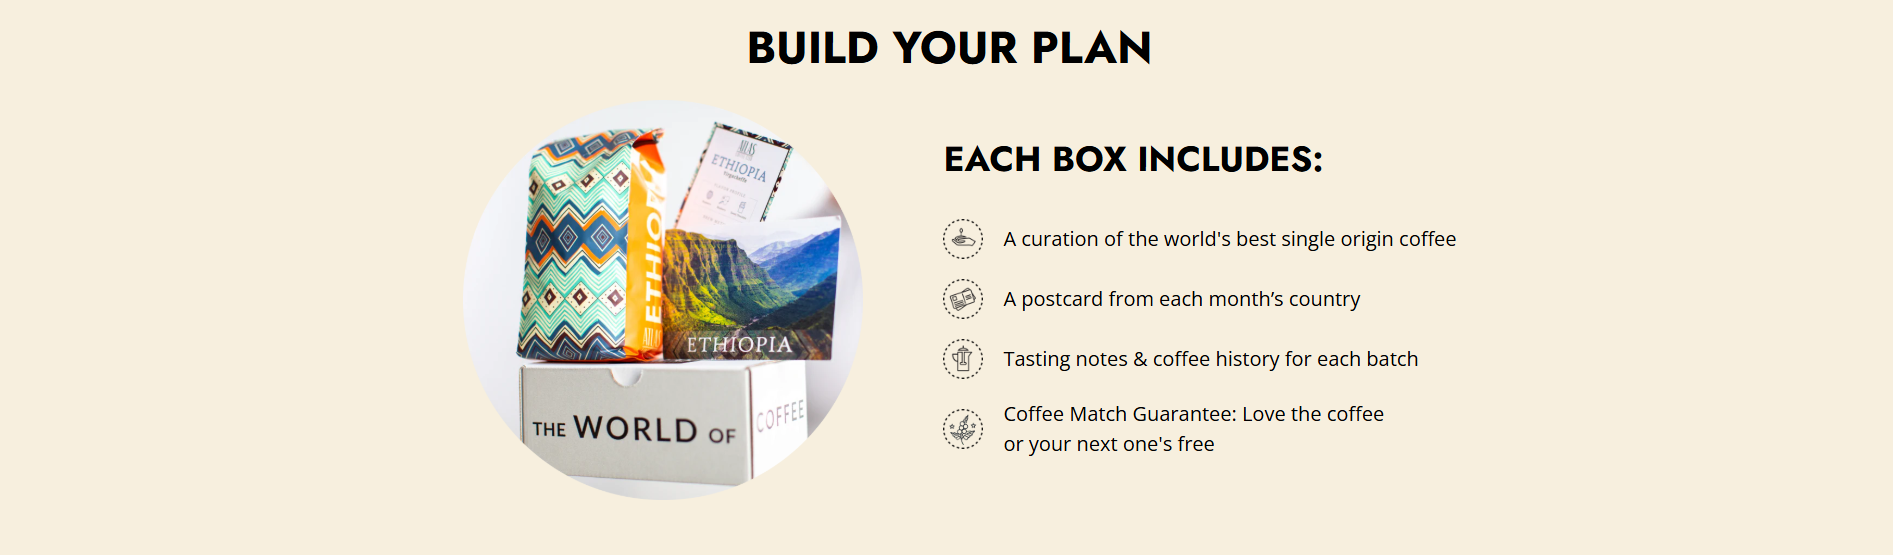 BUILD YOUR PLAN
ATLAS
ETHIOPIA
ETHIOPIA
ATLAS
ETHIOPIA
THE WORLD OF
COFFEE
EACH BOX INCLUDES:
A curation of the world's best single origin coffee
A postcard from each month’s country
Tasting notes & coffee history for each batch
Coffee Match Guarantee: Love the coffee
or your next one's free